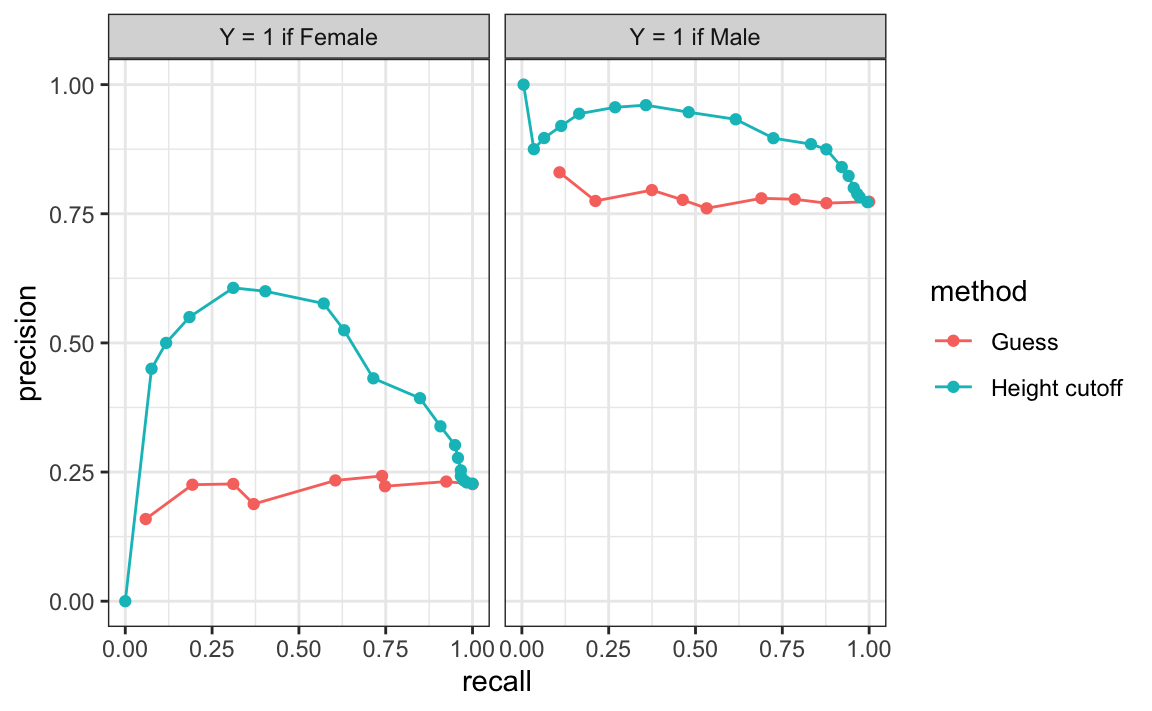 Y = 1 if Female
Y = 1 if Male
1.00
0.75
0.50
0.25
0.00
precision
0.00 0.25 0.50 0.75 1.00
0.00 0.25 0.50 0.75 1.00
recall
method
Guess
Height cutoff